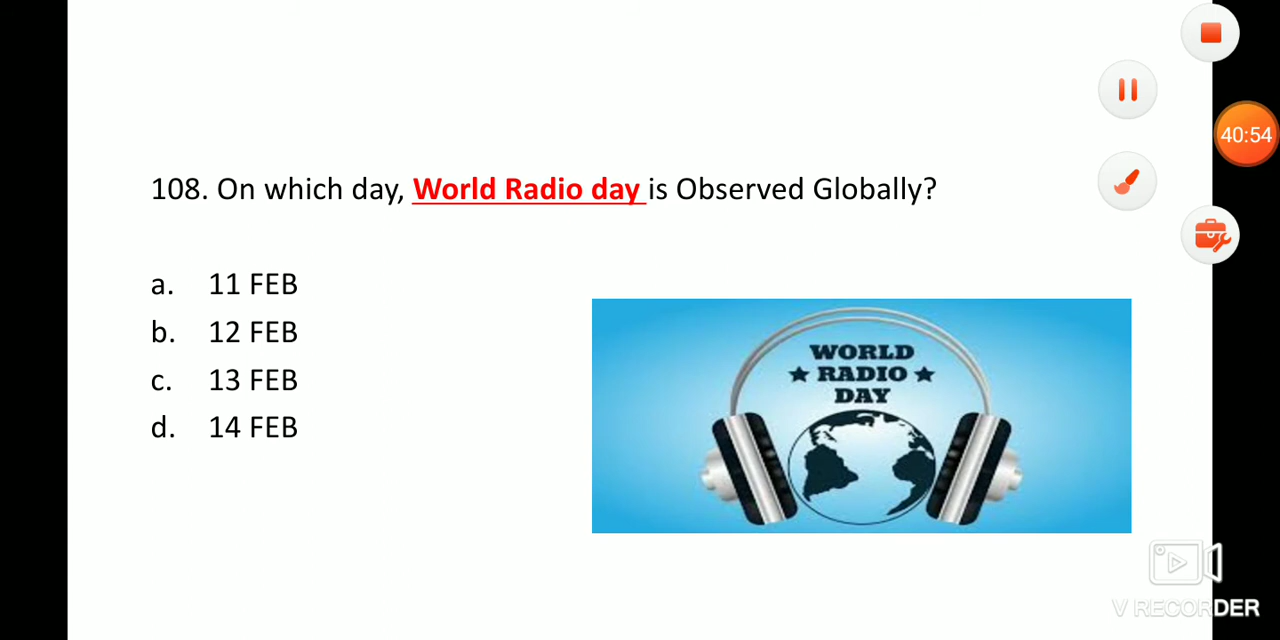 108. On which day, World Radio day is Observed Globally?
a. 11 FEB
b. 12 FEB
c. 13 FEB
d. 14 FEB
WORLD
★ RADIO ★
DAY
40:54
V RECORDER